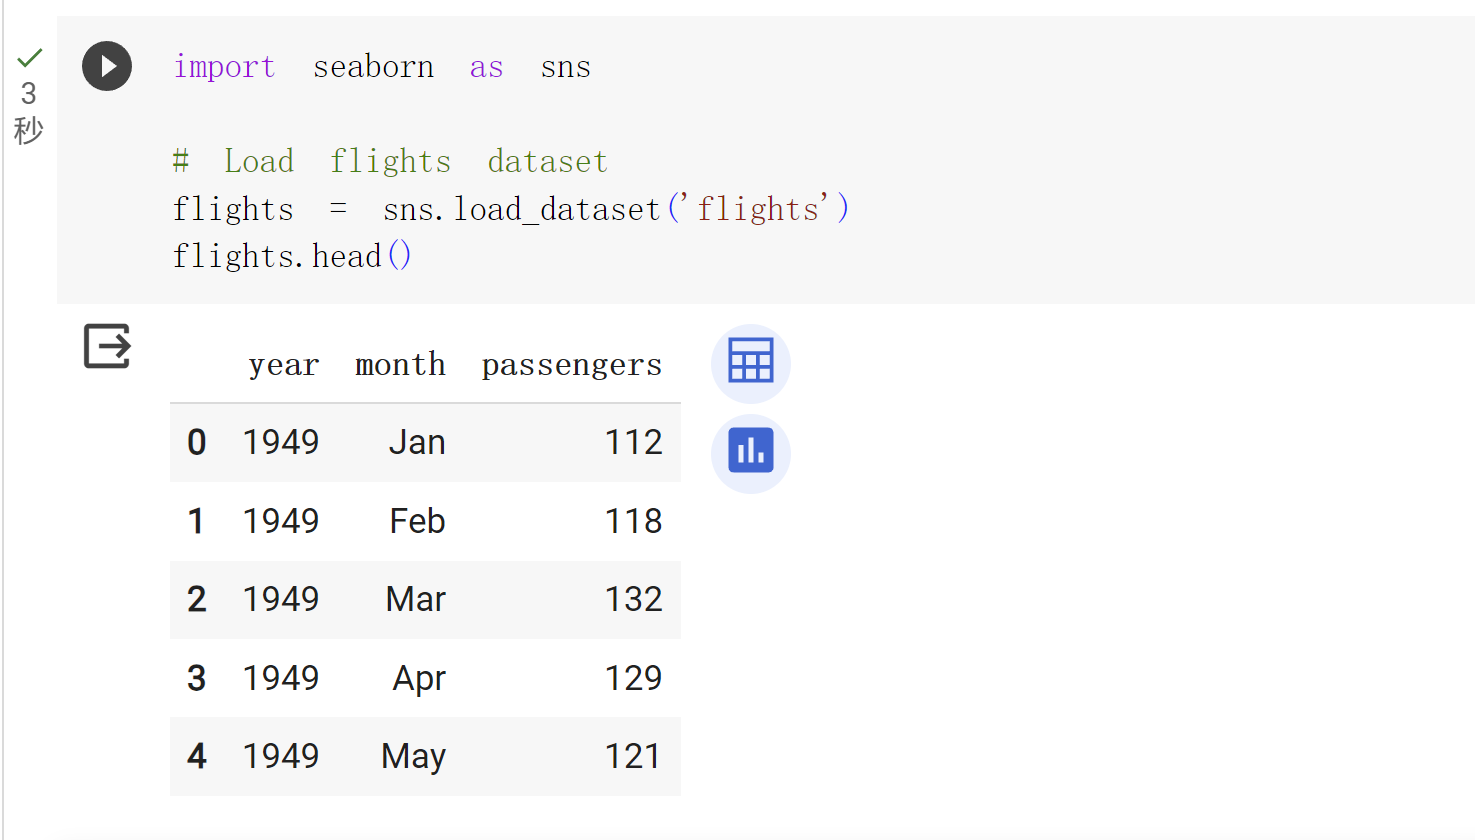 3
秒
import seaborn as sns
# Load flights dataset
flights = sns.load_dataset('flights')
flights.head()
year month passengers
0 1949 Jan 112
1 1949 Feb 118
2 1949 Mar 132
3 1949 Apr 129
4 1949 May 121